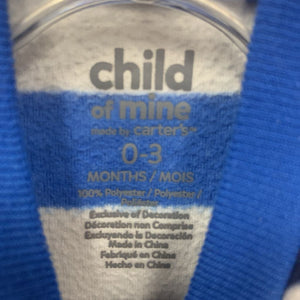 child
of mine
made by carter's
0-3
MONTHS / MOIS
100% Polyester / Polyester /
Poliéster
Exclusive of Decoration
Décoration non Comprise
Excluyendo la Decoración
Made in China
Fabriqué en Chine
Hecho en China